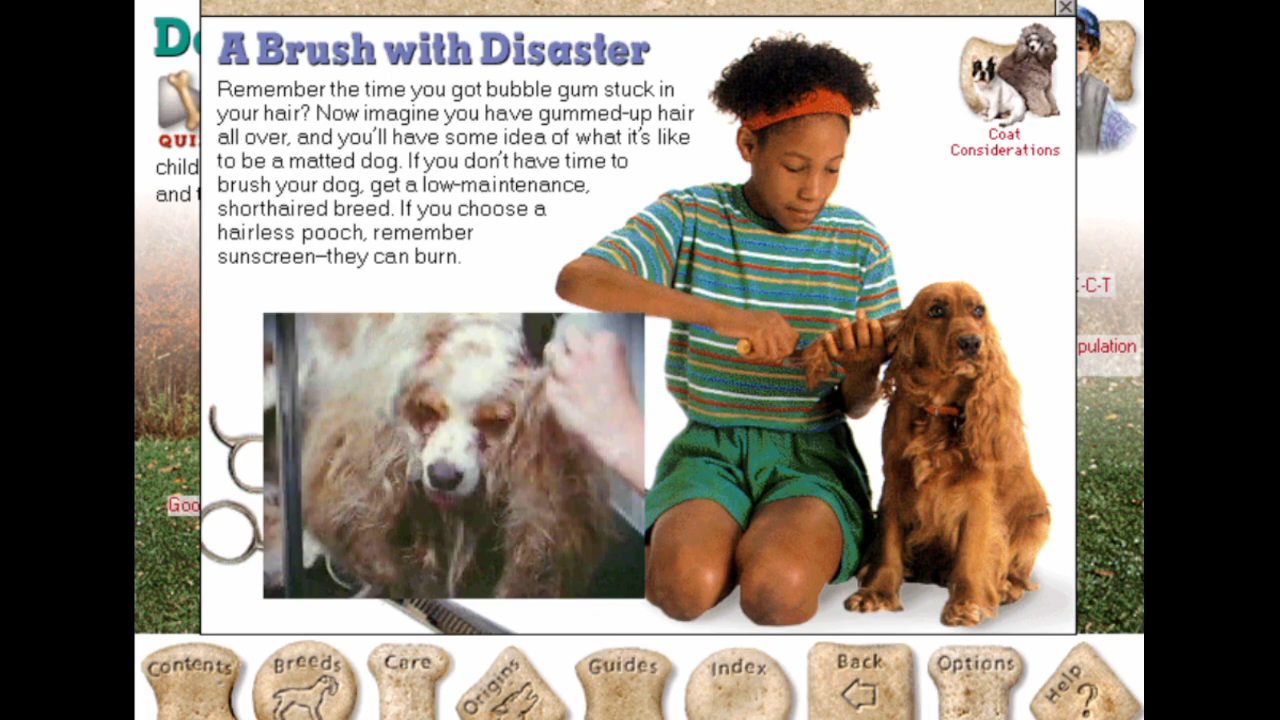 A Brush with Disaster
Remember the time you got bubble gum stuck in
your hair? Now imagine you have gummed-up hair
all over, and you'll have some idea of what it's like
to be a matted dog. If you don't have time to
brush your dog, get a low-maintenance,
shorthaired breed. If you choose a
hairless pooch, remember
sunscreen—they can burn.
Coat
Considerations
D
QUI
child
and
Goo
-C-T
pulation
Contents
Breeds
Care
Origins
Guides
Index
Back
Options
Help
?